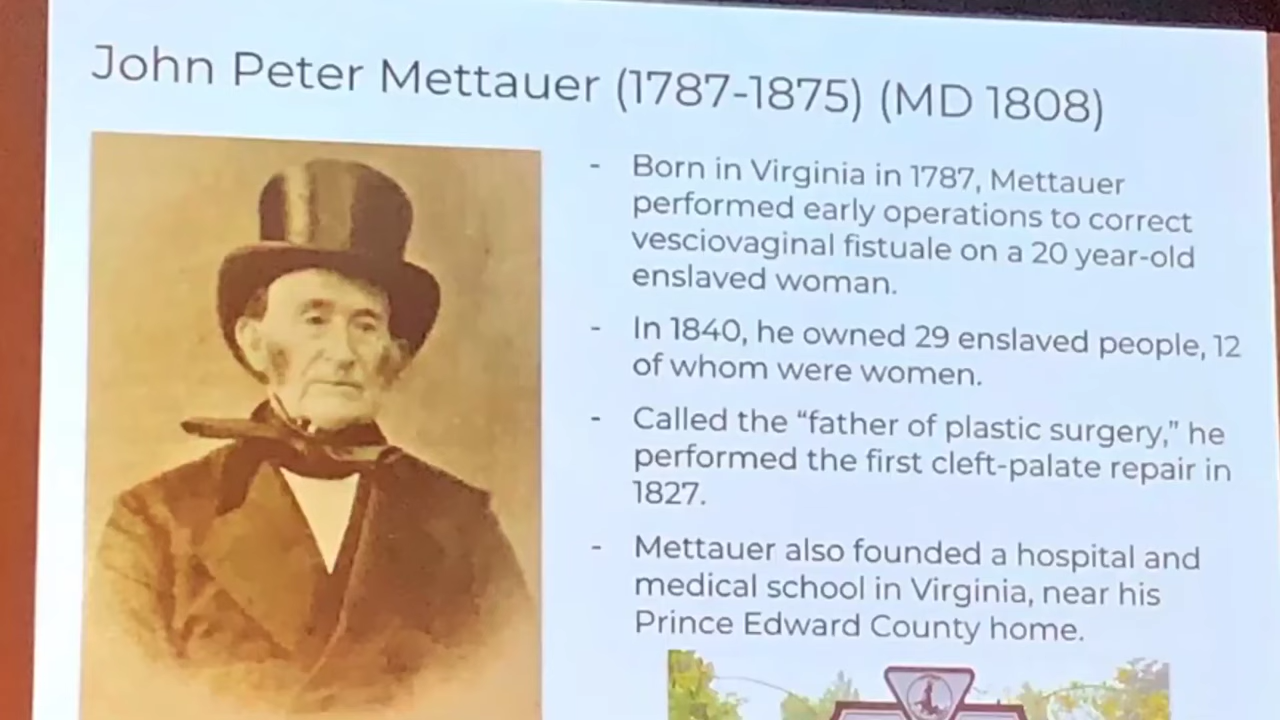 John Peter Mettauer (1787-1875) (MD 1808)
- Born in Virginia in 1787, Mettauer
performed early operations to correct
vesciovaginal fistuale on a 20 year-old
enslaved woman.
- In 1840, he owned 29 enslaved people, 12
of whom were women.
- Called the “father of plastic surgery,” he
performed the first cleft-palate repair in
1827.
- Mettauer also founded a hospital and
medical school in Virginia, near his
Prince Edward County home.